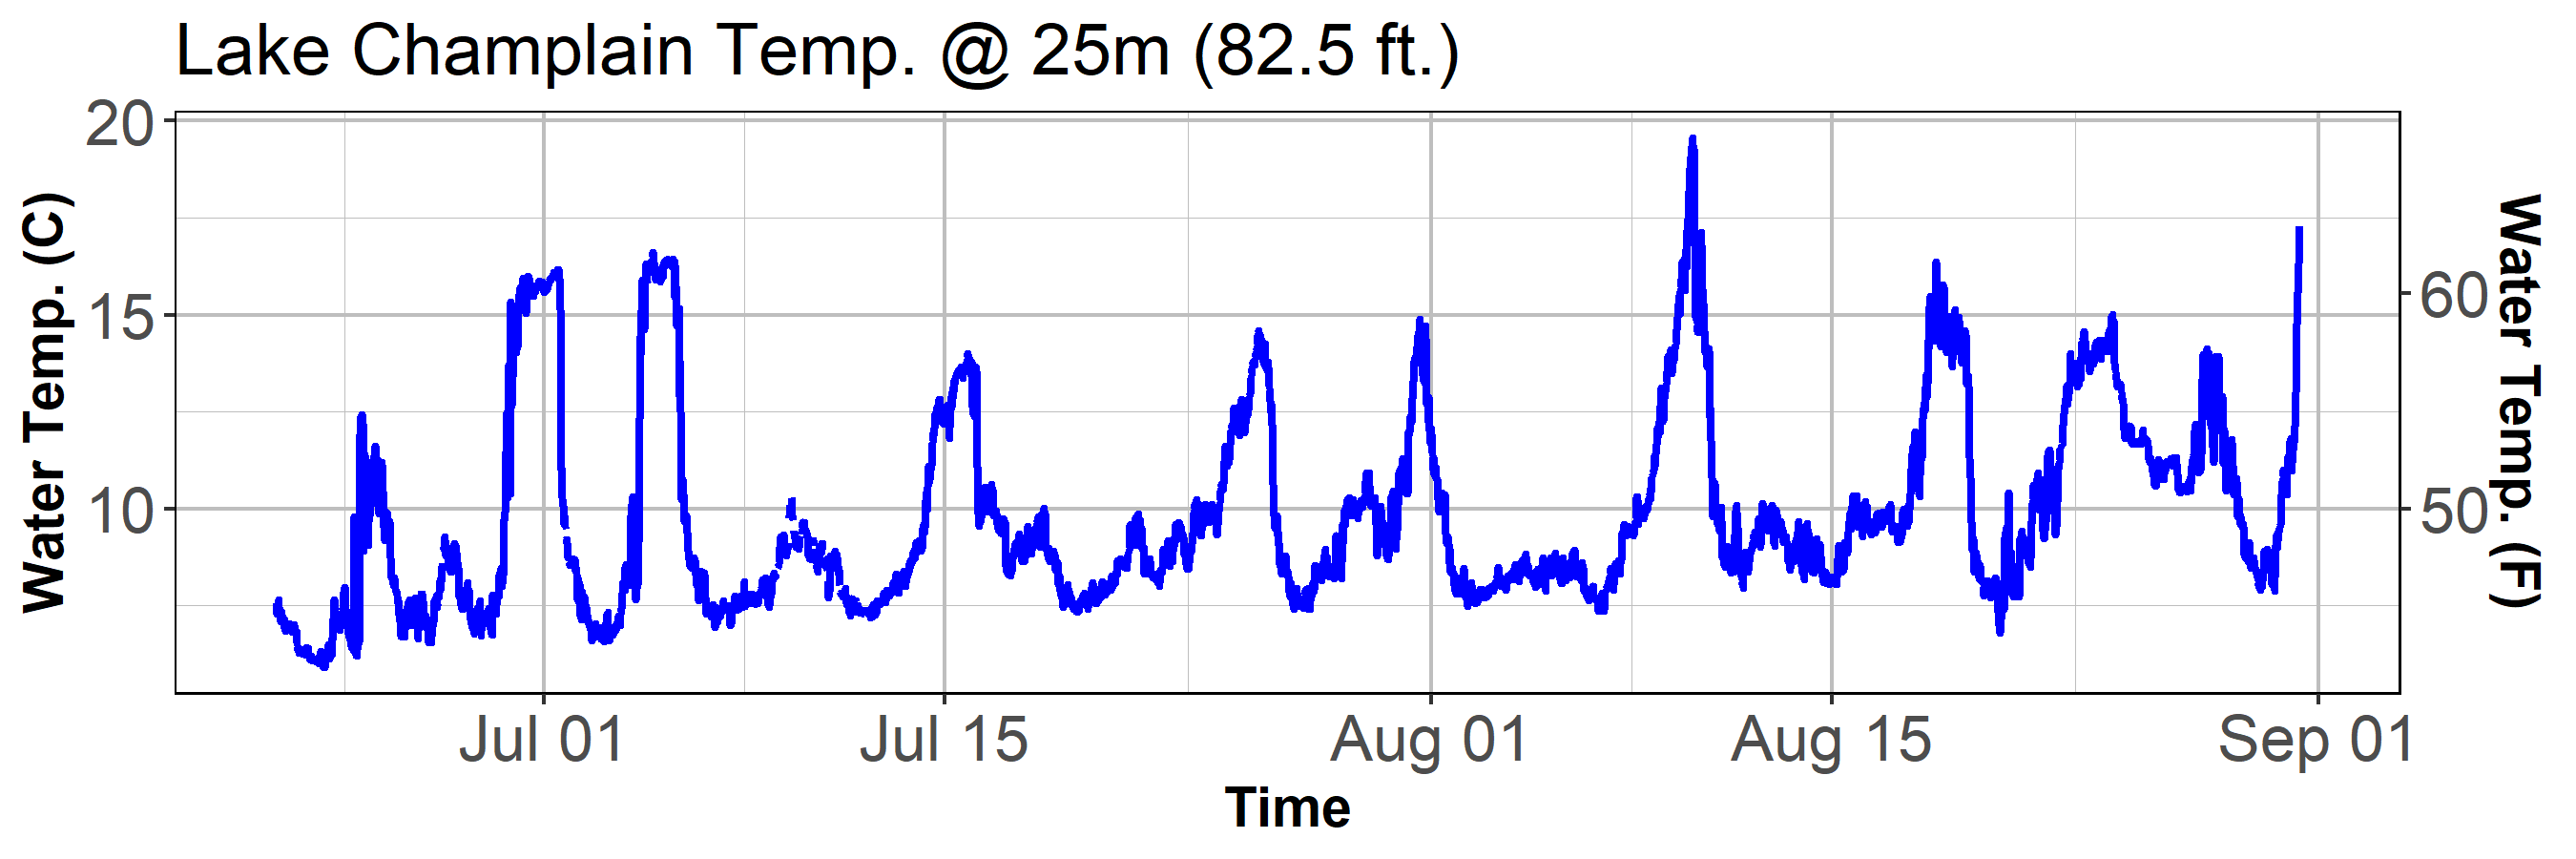 Lake Champlain Temp. @ 25m (82.5 ft.)
20
15
10
Water Temp. (C)
60
50
Water Temp. (F)
Jul 01 Jul 15 Aug 01 Aug 15 Sep 01
Time